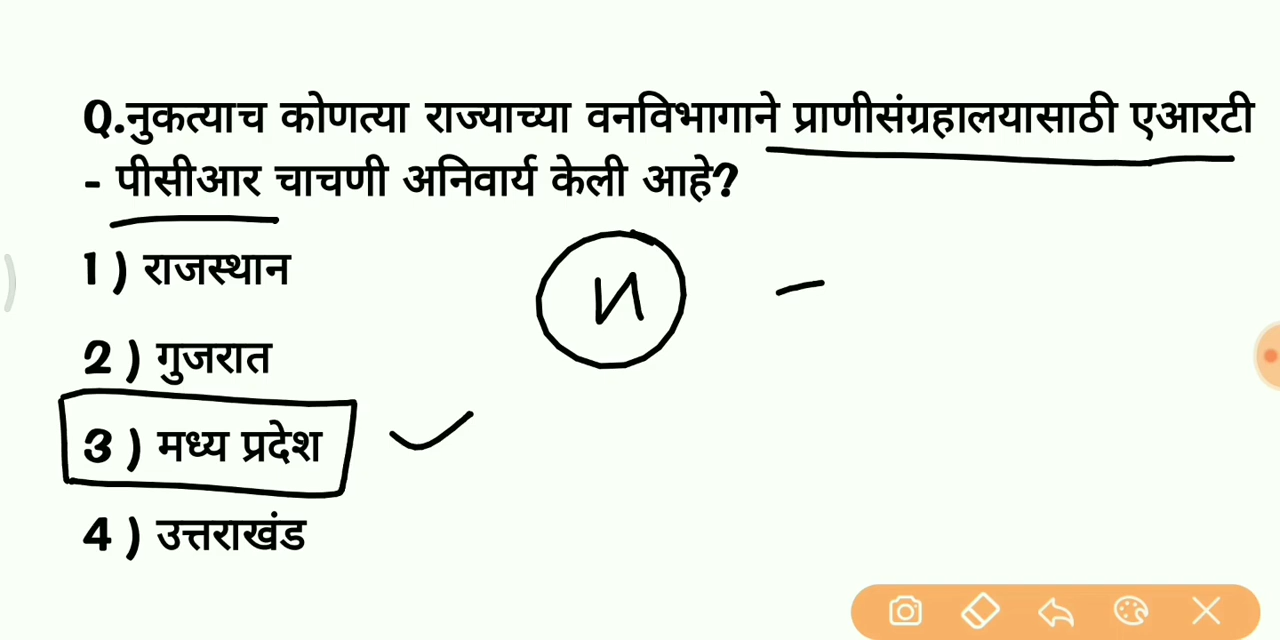 Q.नुकत्याच कोणत्या राज्याच्या वनविभागाने प्राणीसंग्रहालयासाठी एआरटी
- पीसीआर चाचणी अनिवार्य केली आहे?
1 ) राजस्थान
2 ) गुजरात
3 ) मध्य प्रदेश
4 ) उत्तराखंड